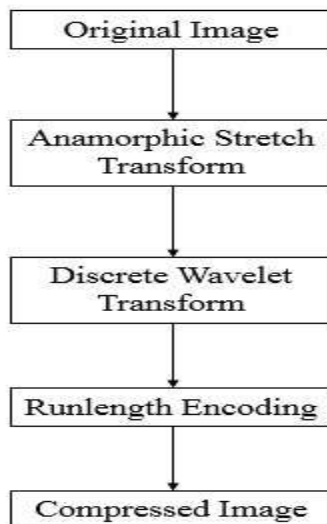 Original Image
Anamorphic Stretch
Transform
Discrete Wavelet
Transform
Runlength Encoding
Compressed Image